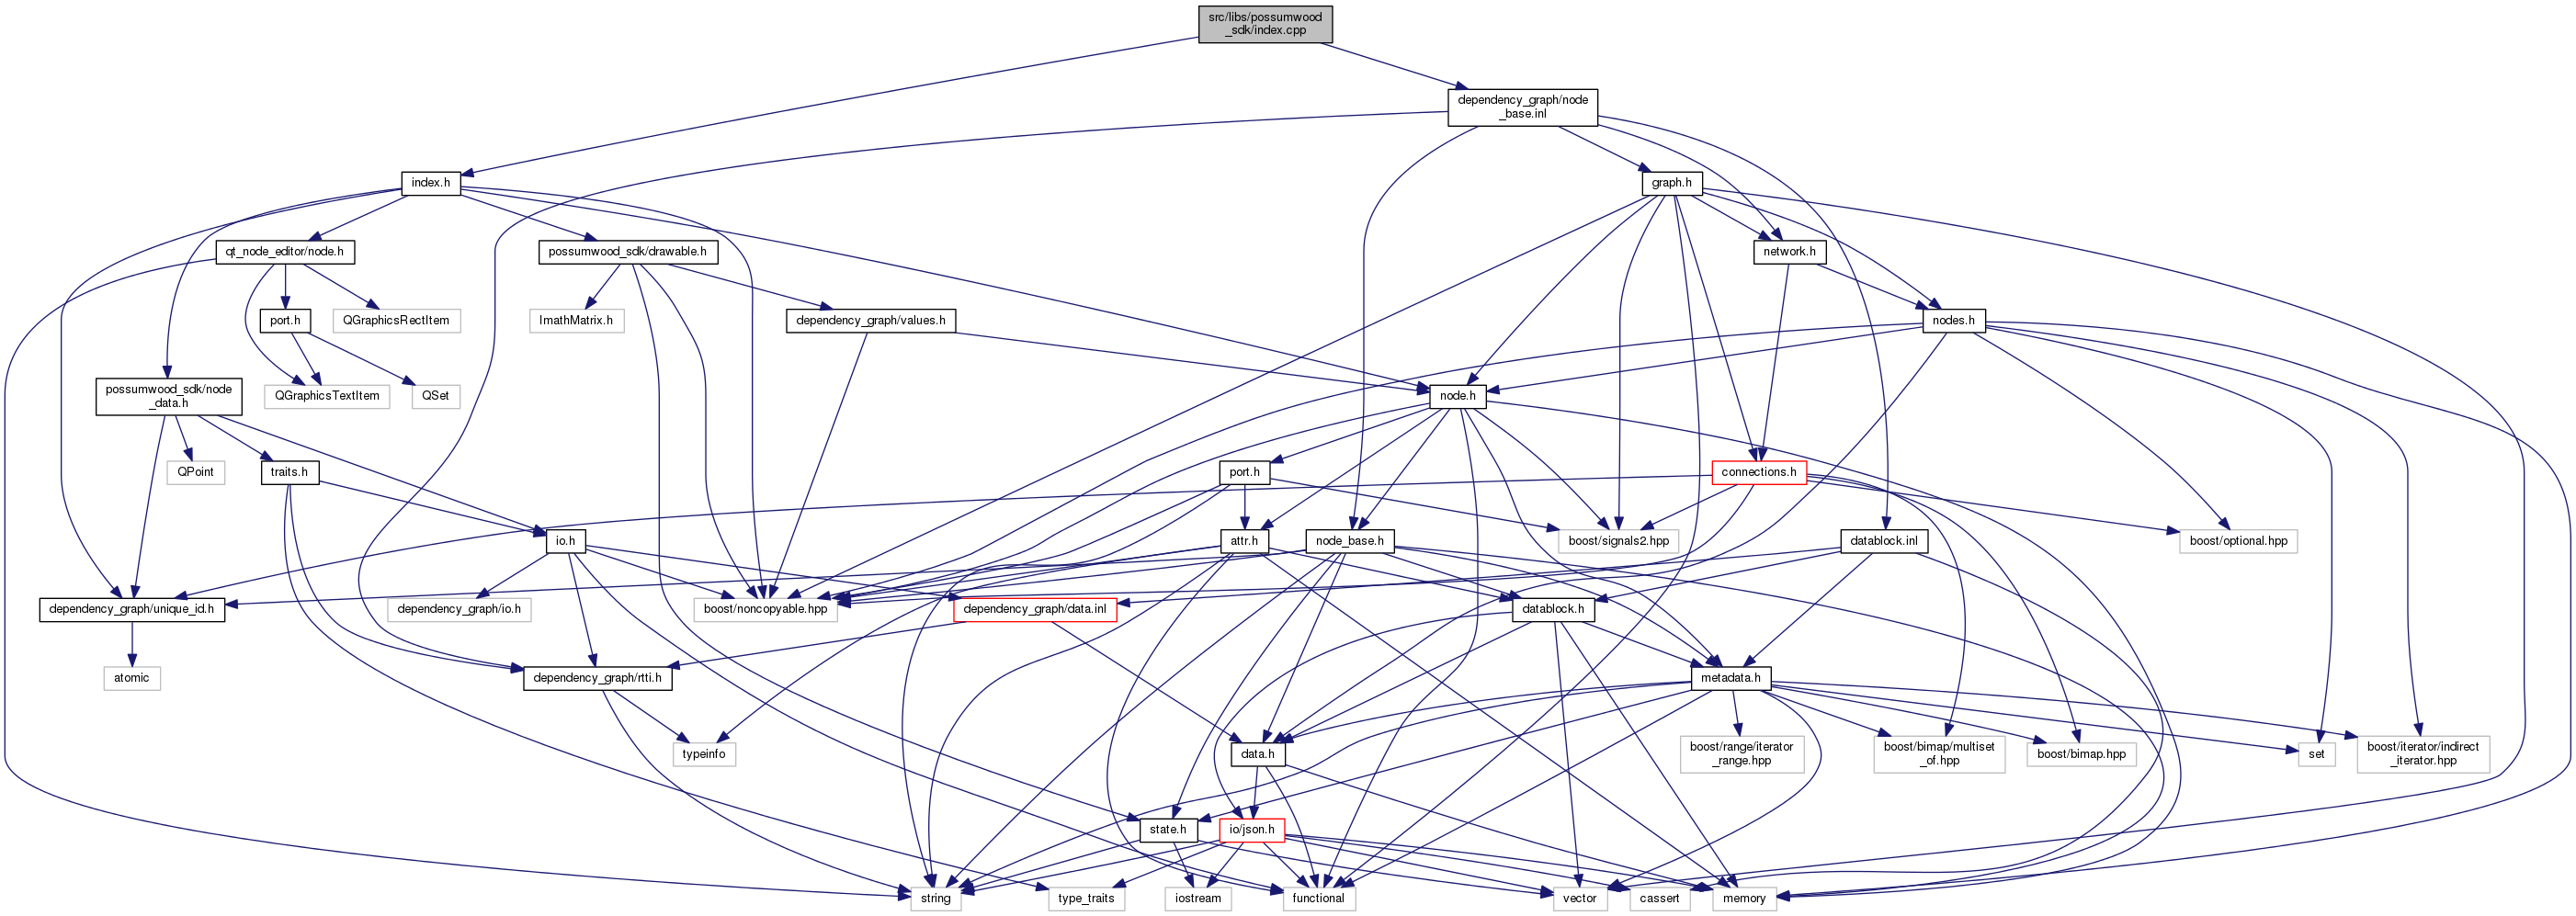 src/libs/possumwood
_sdk/index.cpp
dependency_graph/node
_base.inl
index.h
graph.h
qt_node_editor/node.h
possumwood_sdk/drawable.h
network.h
port.h
QGraphicsRectItem
ImathMatrix.h
dependency_graph/values.h
nodes.h
possumwood_sdk/node
_data.h
QGraphicsTextItem
QSet
node.h
QPoint
traits.h
port.h
connections.h
io.h
attr.h
node_base.h
boost/signals2.hpp
datablock.inl
boost/optional.hpp
dependency_graph/unique_id.h
dependency_graph/io.h
boost/noncopyable.hpp
dependency_graph/data.inl
datablock.h
atomic
dependency_graph/rtti.h
metadata.h
typeinfo
data.h
boost/range/iterator
_range.hpp
boost/bimap/multiset
_of.hpp
boost/bimap.hpp
set
boost/iterator/indirect
_iterator.hpp
state.h
io/json.h
string
type_traits
iostream
functional
vector
cassert
memory